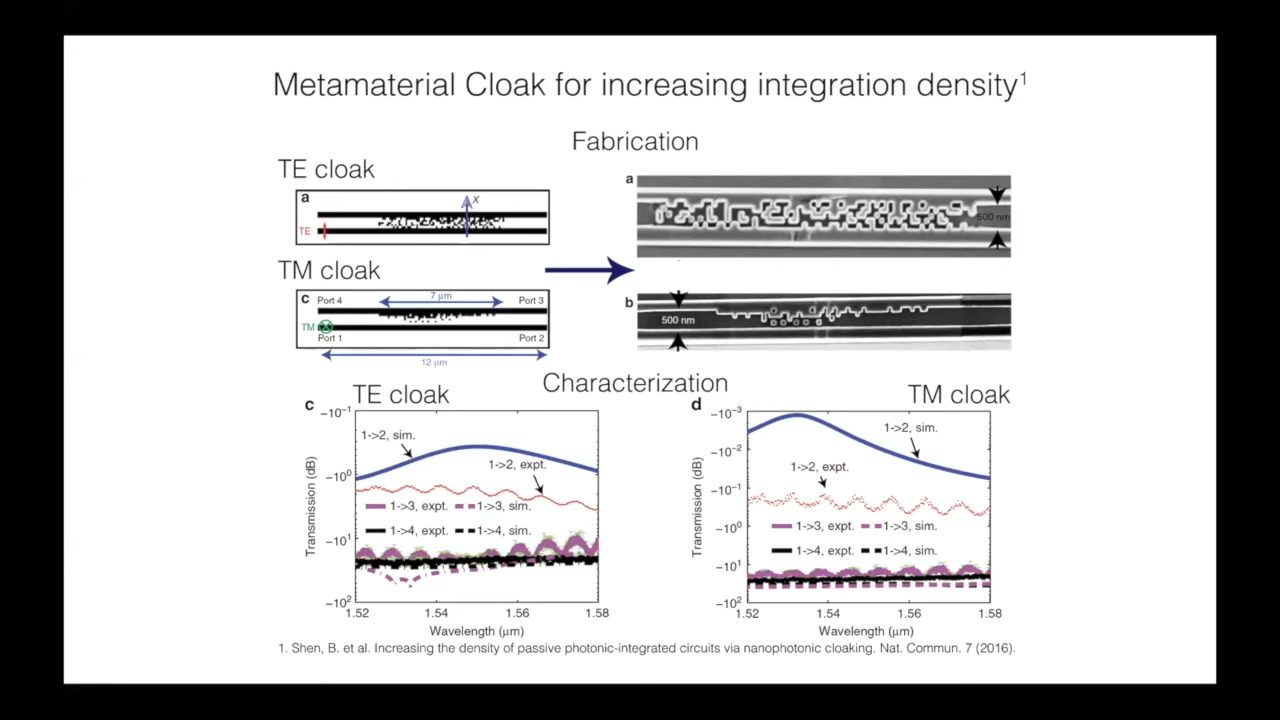 Metamaterial Cloak for increasing integration density1
Fabrication
TE cloak
a
X
TE
TM cloak
c
Port 4
7 μm
Port 3
TM
Port 1
Port 2
12 μm
a
500 nm
b
500 nm
Characterization
TE cloak
c
−10−1
−100
−101
−102
Transmission (dB)
1->2, sim.
1->2, expt.
1->3, expt.
1->3, sim.
1->4, expt.
1->4, sim.
1.52
1.54
1.56
1.58
Wavelength (μm)
TM cloak
d
−10−3
−10−2
−10−1
−100
−101
−102
Transmission (dB)
1->2, sim.
1->2, expt.
1->3, expt.
1->3, sim.
1->4, expt.
1->4, sim.
1.52
1.54
1.56
1.58
Wavelength (μm)
1. Shen, B. et al. Increasing the density of passive photonic-integrated circuits via nanophotonic cloaking. Nat. Commun. 7 (2016).